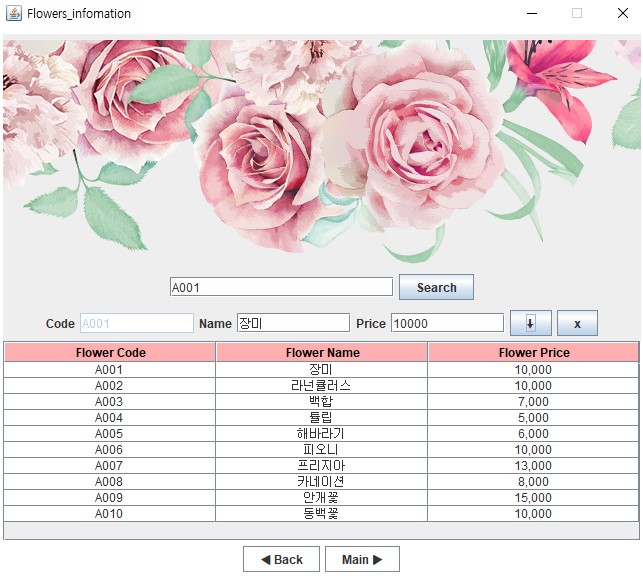 Flowers_infomation
A001 Search
Code A001 Name 장미 Price 10000 x
Flower Code Flower Name Flower Price
A001 장미 10,000
A002 라넌큘러스 10,000
A003 백합 7,000
A004 튤립 5,000
A005 해바라기 6,000
A006 피오니 10,000
A007 프리지아 13,000
A008 카네이션 8,000
A009 안개꽃 15,000
A010 동백꽃 10,000
◀ Back Main ▶